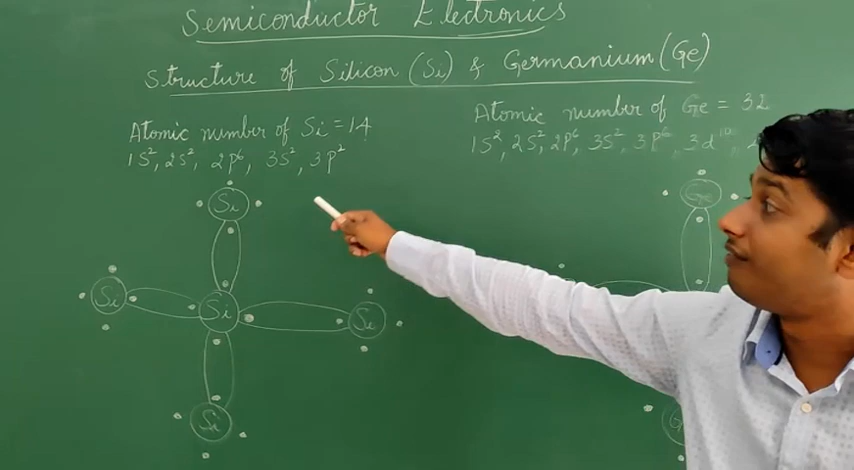 Semiconductor Electronics
Structure of Silicon (Si) & Germanium (Ge)
Atomic number of Si = 14
1S², 2S², 2p⁶, 3S², 3p²
Atomic number of Ge = 32
1S², 2S², 2p⁶, 3S², 3p⁶, 3d¹⁰,
Si
Ge
Si
Si
Si
Si